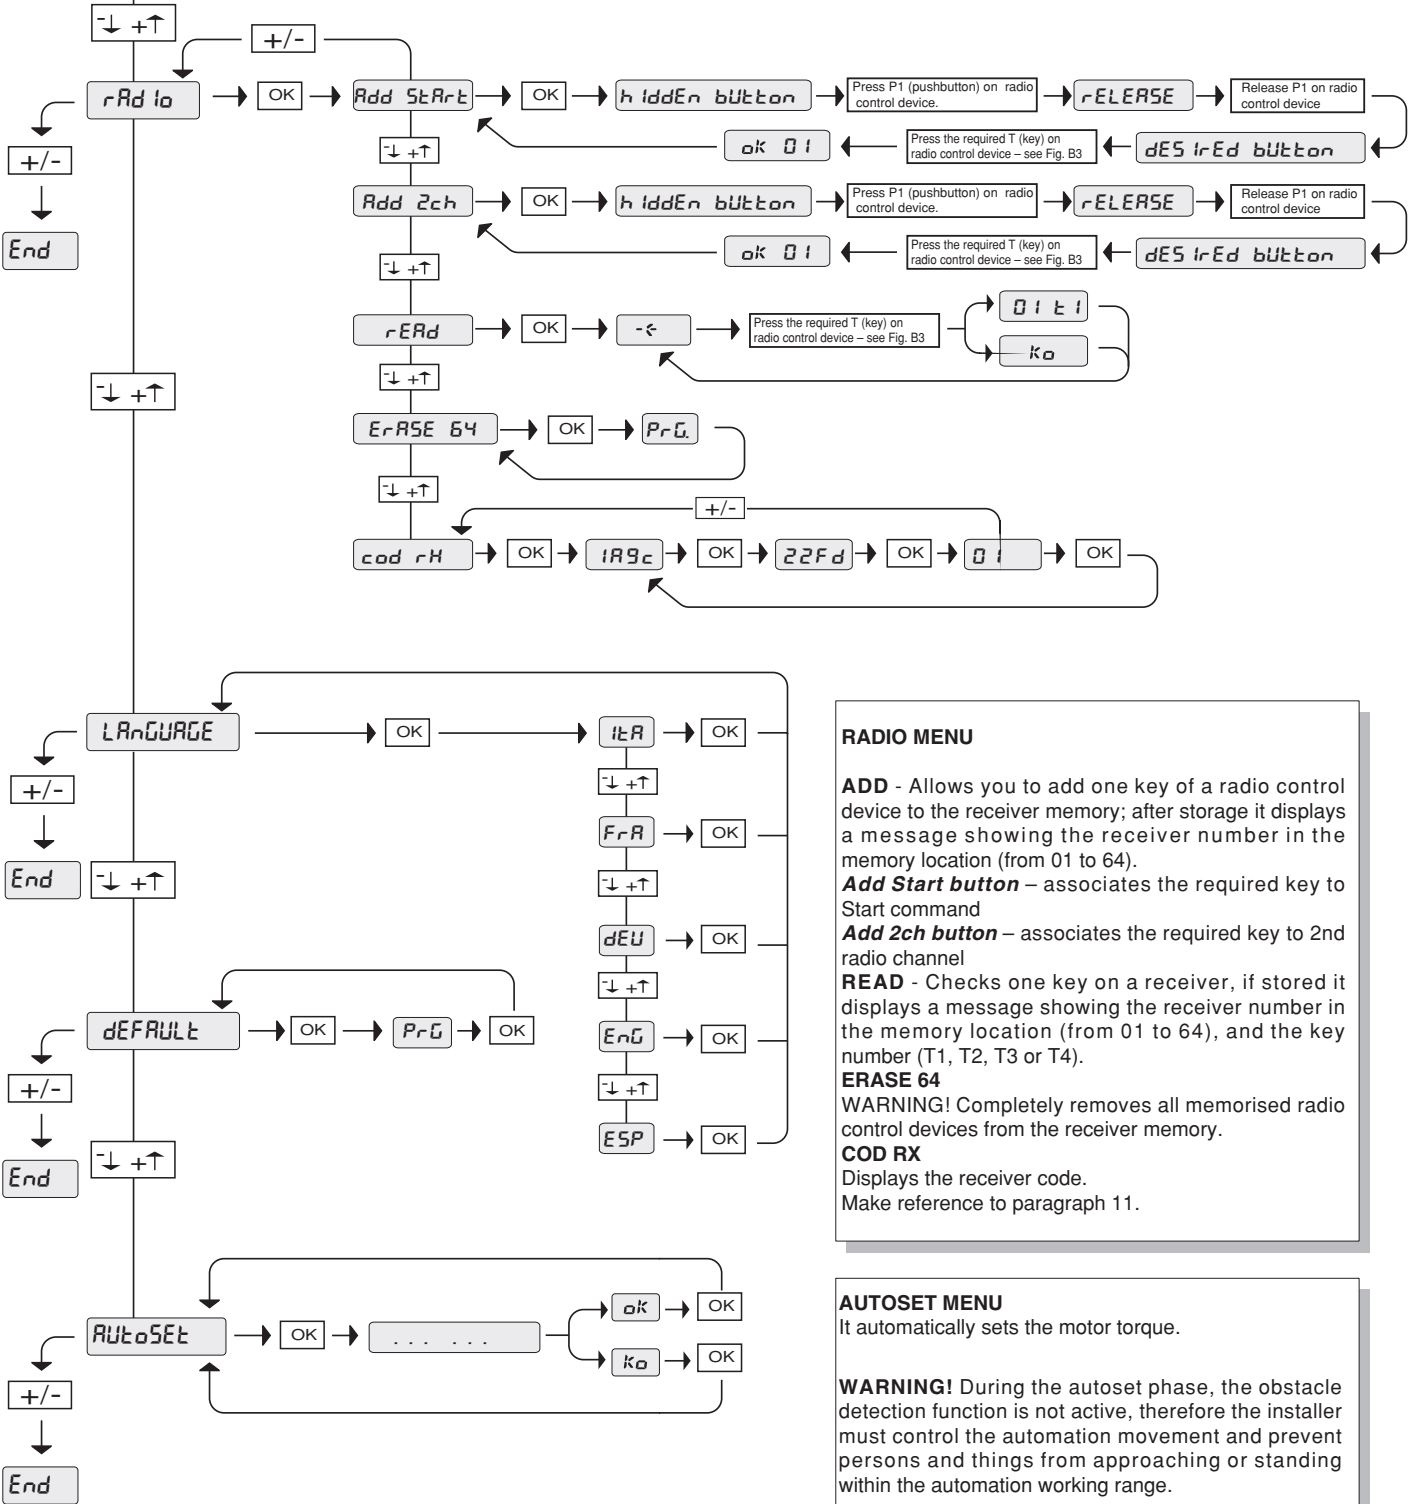 -↓ +↑
+/-
rAdIo
OK
Add StArt
OK
hIddEn bUtton
Press P1 (pushbutton) on radio
control device.
rELEASE
Release P1 on radio
control device
+/-
-↓ +↑
oK 01
Press the required T (key) on
radio control device – see Fig. B3
dESIrEd bUtton
End
Add 2ch
OK
hIddEn bUtton
Press P1 (pushbutton) on radio
control device.
rELEASE
Release P1 on radio
control device
-↓ +↑
oK 01
Press the required T (key) on
radio control device – see Fig. B3
dESIrEd bUtton
rEAd
OK
-<-
Press the required T (key) on
radio control device – see Fig. B3
01 t1
Ko
-↓ +↑
-↓ +↑
ErASE 64
OK
PrG.
-↓ +↑
+/-
cod rH
OK
1A9c
OK
22Fd
OK
01
OK
LAnGUAGE
OK
ItA
OK
-↓ +↑
+/-
FrA
OK
End
-↓ +↑
-↓ +↑
dEU
OK
-↓ +↑
dEFAULt
OK
PrG
OK
EnG
OK
+/-
-↓ +↑
ESP
OK
End
-↓ +↑
AUtoSEt
OK
... ...
oK
OK
Ko
OK
+/-
End
RADIO MENU
ADD - Allows you to add one key of a radio control
device to the receiver memory; after storage it displays
a message showing the receiver number in the
memory location (from 01 to 64).
Add Start button – associates the required key to
Start command
Add 2ch button – associates the required key to 2nd
radio channel
READ - Checks one key on a receiver, if stored it
displays a message showing the receiver number in
the memory location (from 01 to 64), and the key
number (T1, T2, T3 or T4).
ERASE 64
WARNING! Completely removes all memorised radio
control devices from the receiver memory.
COD RX
Displays the receiver code.
Make reference to paragraph 11.
AUTOSET MENU
It automatically sets the motor torque.
WARNING! During the autoset phase, the obstacle
detection function is not active, therefore the installer
must control the automation movement and prevent
persons and things from approaching or standing
within the automation working range.